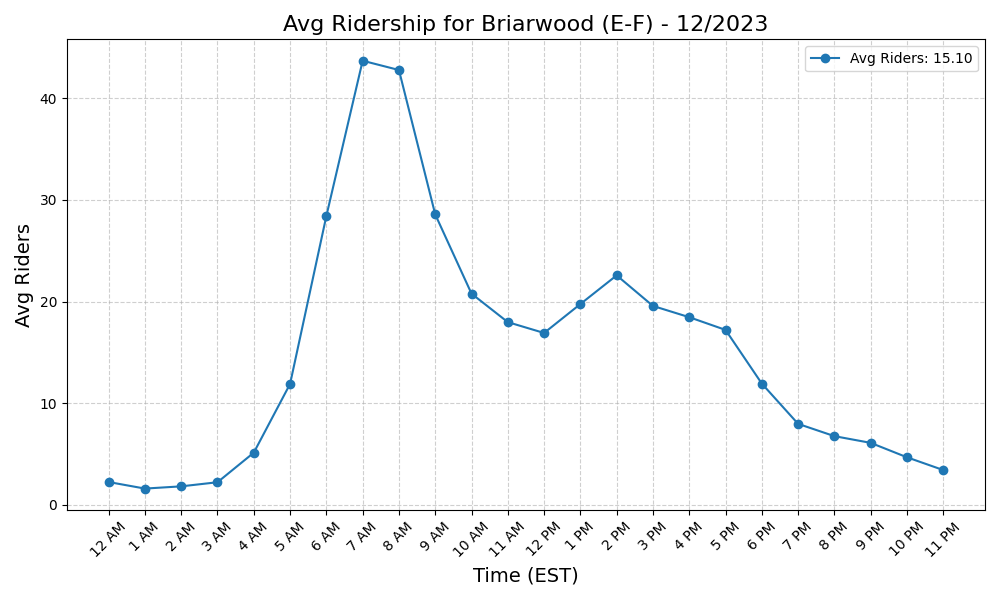 Avg Ridership for Briarwood (E-F) - 12/2023
Avg Riders: 15.10
Avg Riders
40
30
20
10
0
12 AM
1 AM
2 AM
3 AM
4 AM
5 AM
6 AM
7 AM
8 AM
9 AM
10 AM
11 AM
12 PM
1 PM
2 PM
3 PM
4 PM
5 PM
6 PM
7 PM
8 PM
9 PM
10 PM
11 PM
Time (EST)